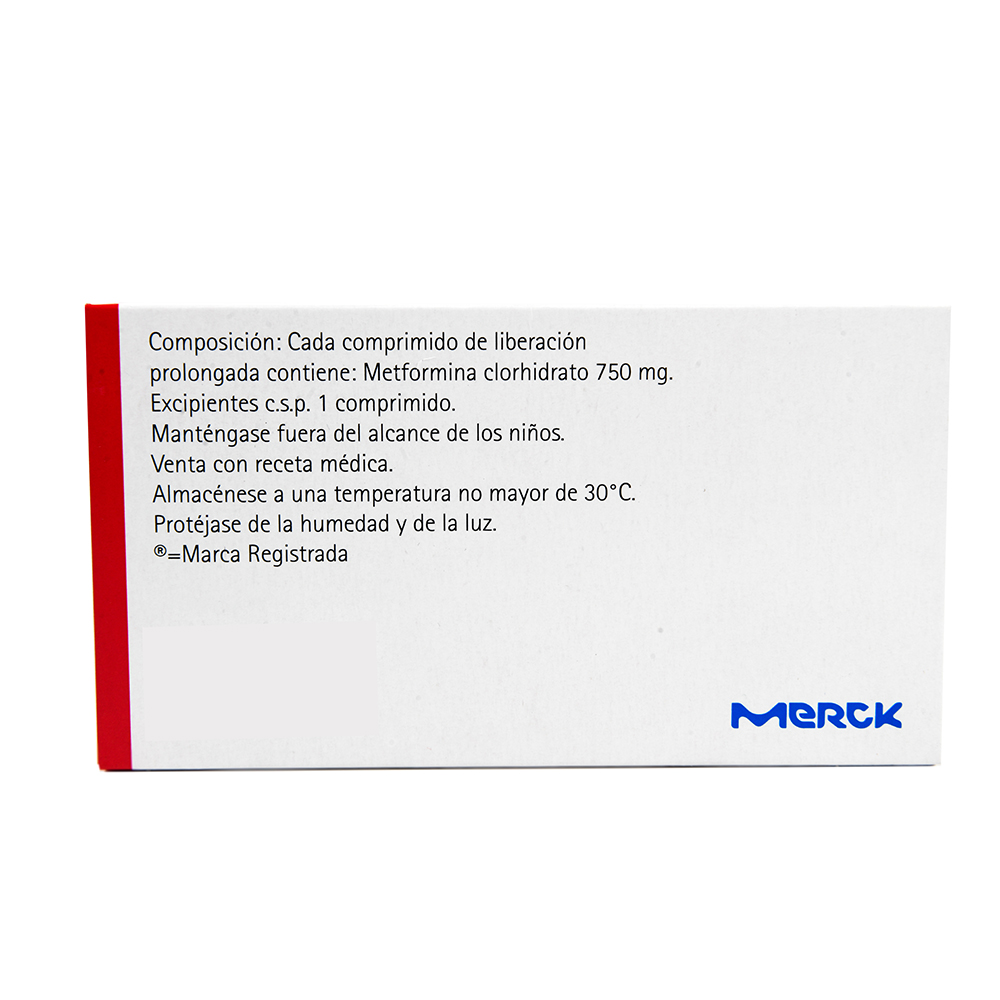 Composición: Cada comprimido de liberación
prolongada contiene: Metformina clorhidrato 750 mg.
Excipientes c.s.p. 1 comprimido.
Manténgase fuera del alcance de los niños.
Venta con receta médica.
Almacénese a una temperatura no mayor de 30°C.
Protéjase de la humedad y de la luz.
®=Marca Registrada
MERCK